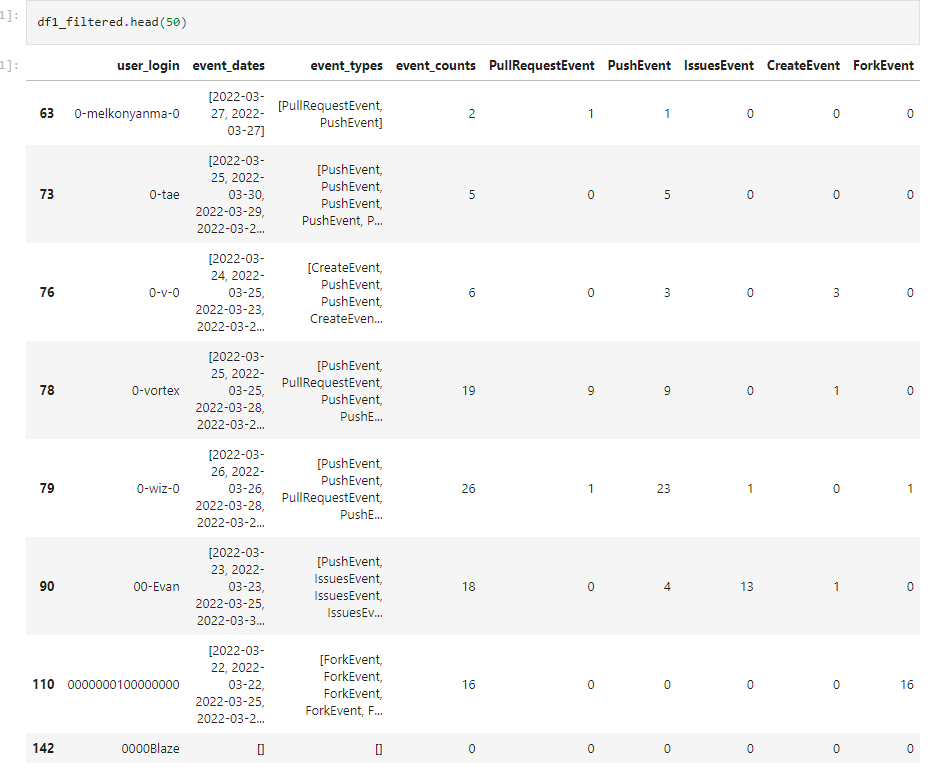 1]:
df1_filtered.head(50)
1]:
user_login event_dates event_types event_counts PullRequestEvent PushEvent IssuesEvent CreateEvent ForkEvent
63 0-melkonyanma-0 [2022-03-27, 2022-03-27] [PullRequestEvent, PushEvent] 2 1 1 0 0 0
73 0-tae [2022-03-25, 2022-03-30, 2022-03-29, 2022-03-2... [PushEvent, PushEvent, PushEvent, PushEvent, P... 5 0 5 0 0 0
76 0-v-0 [2022-03-24, 2022-03-25, 2022-03-23, 2022-03-2... [CreateEvent, PushEvent, PushEvent, CreateEven... 6 0 3 0 3 0
78 0-vortex [2022-03-25, 2022-03-25, 2022-03-28, 2022-03-2... [PushEvent, PullRequestEvent, PushEvent, PushE... 19 9 9 0 1 0
79 0-wiz-0 [2022-03-26, 2022-03-26, 2022-03-28, 2022-03-2... [PushEvent, PushEvent, PullRequestEvent, PushE... 26 1 23 1 0 1
90 00-Evan [2022-03-23, 2022-03-23, 2022-03-25, 2022-03-3... [PushEvent, IssuesEvent, IssuesEvent, IssuesEv... 18 0 4 13 1 0
110 0000000100000000 [2022-03-22, 2022-03-22, 2022-03-25, 2022-03-2... [ForkEvent, ForkEvent, ForkEvent, ForkEvent, F... 16 0 0 0 0 16
142 0000Blaze [] [] 0 0 0 0 0 0